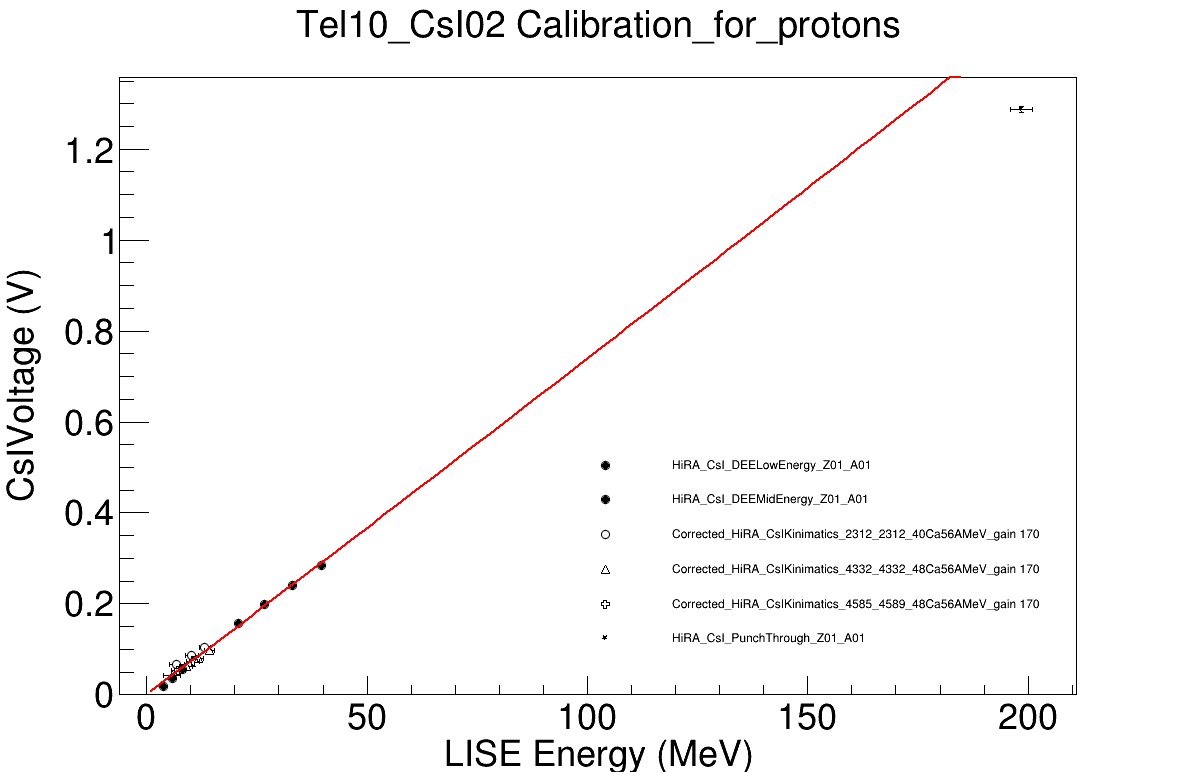 Tel10_CsI02 Calibration_for_protons
CsIVoltage (V)
1.2
1
0.8
0.6
0.4
0.2
0
HiRA_CsI_DEELowEnergy_Z01_A01
HiRA_CsI_DEEMidEnergy_Z01_A01
Corrected_HiRA_CsIKinimatics_2312_2312_40Ca56AMeV_gain 170
Corrected_HiRA_CsIKinimatics_4332_4332_48Ca56AMeV_gain 170
Corrected_HiRA_CsIKinimatics_4585_4589_48Ca56AMeV_gain 170
HiRA_CsI_PunchThrough_Z01_A01
0 50 100 150 200
LISE Energy (MeV)